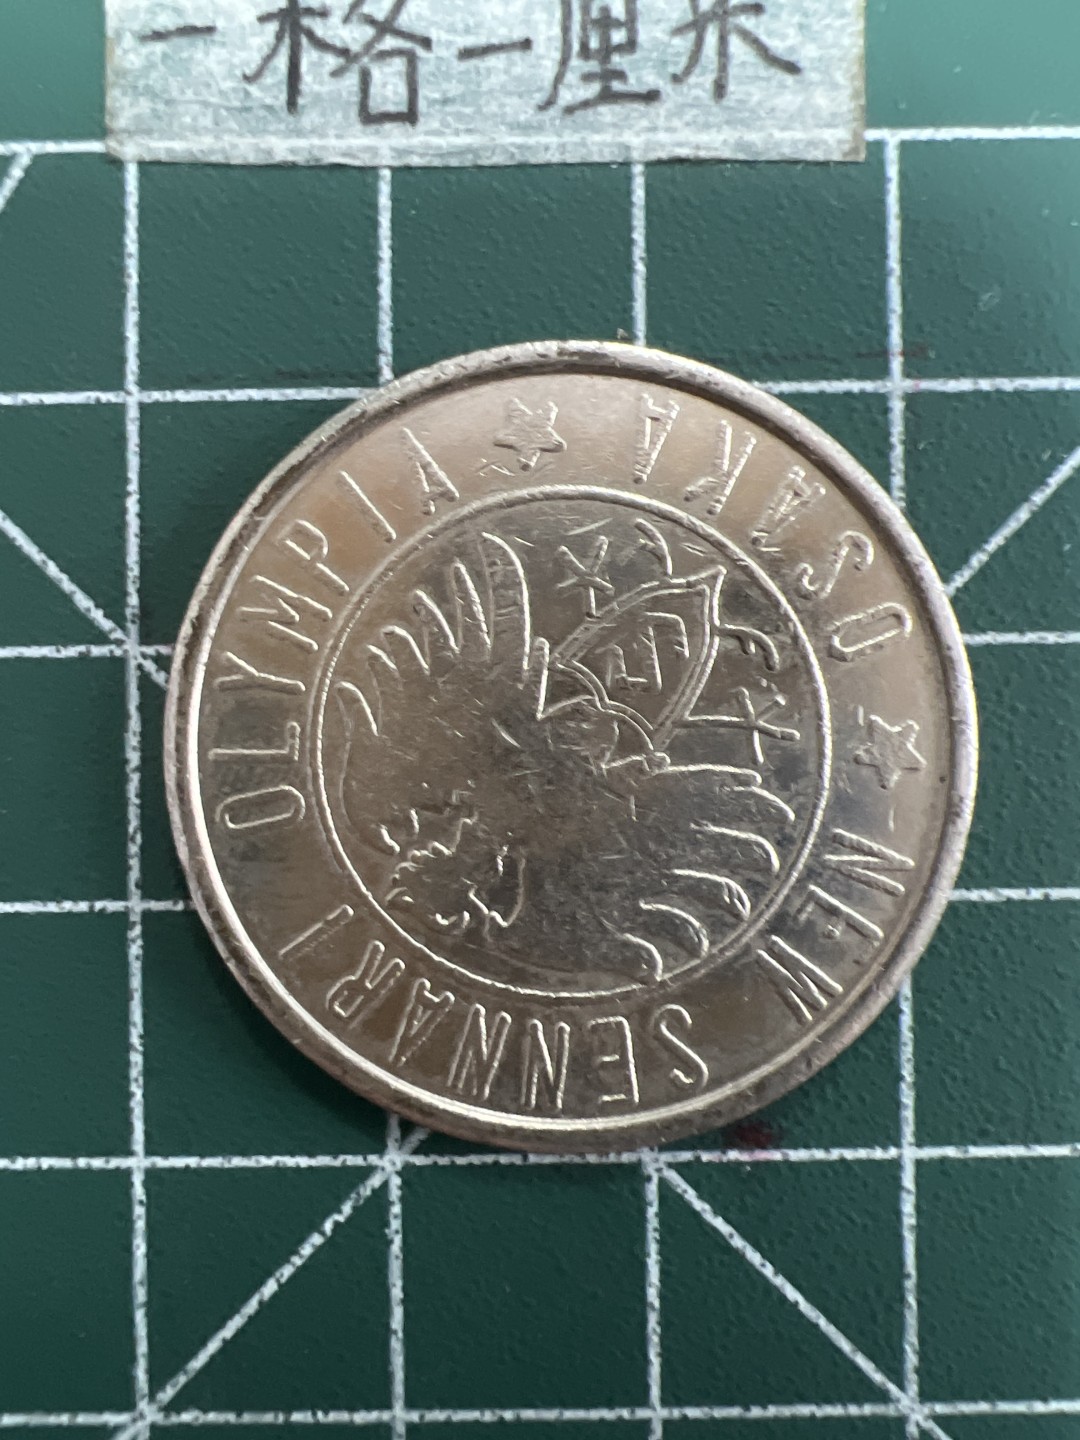 一格一厘米
NEW SENNARI OLYMPIA
OSAKA